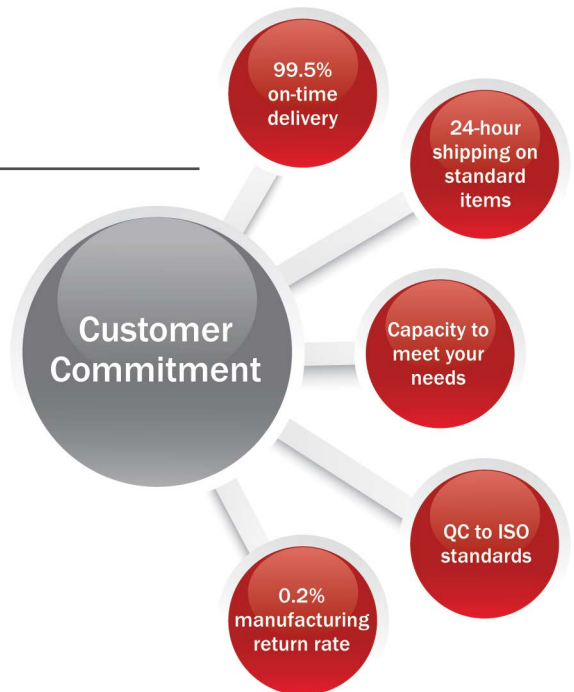 99.5%
on-time
delivery
24-hour
shipping on
standard
items
Customer
Commitment
Capacity to
meet your
needs
QC to ISO
standards
0.2%
manufacturing
return rate